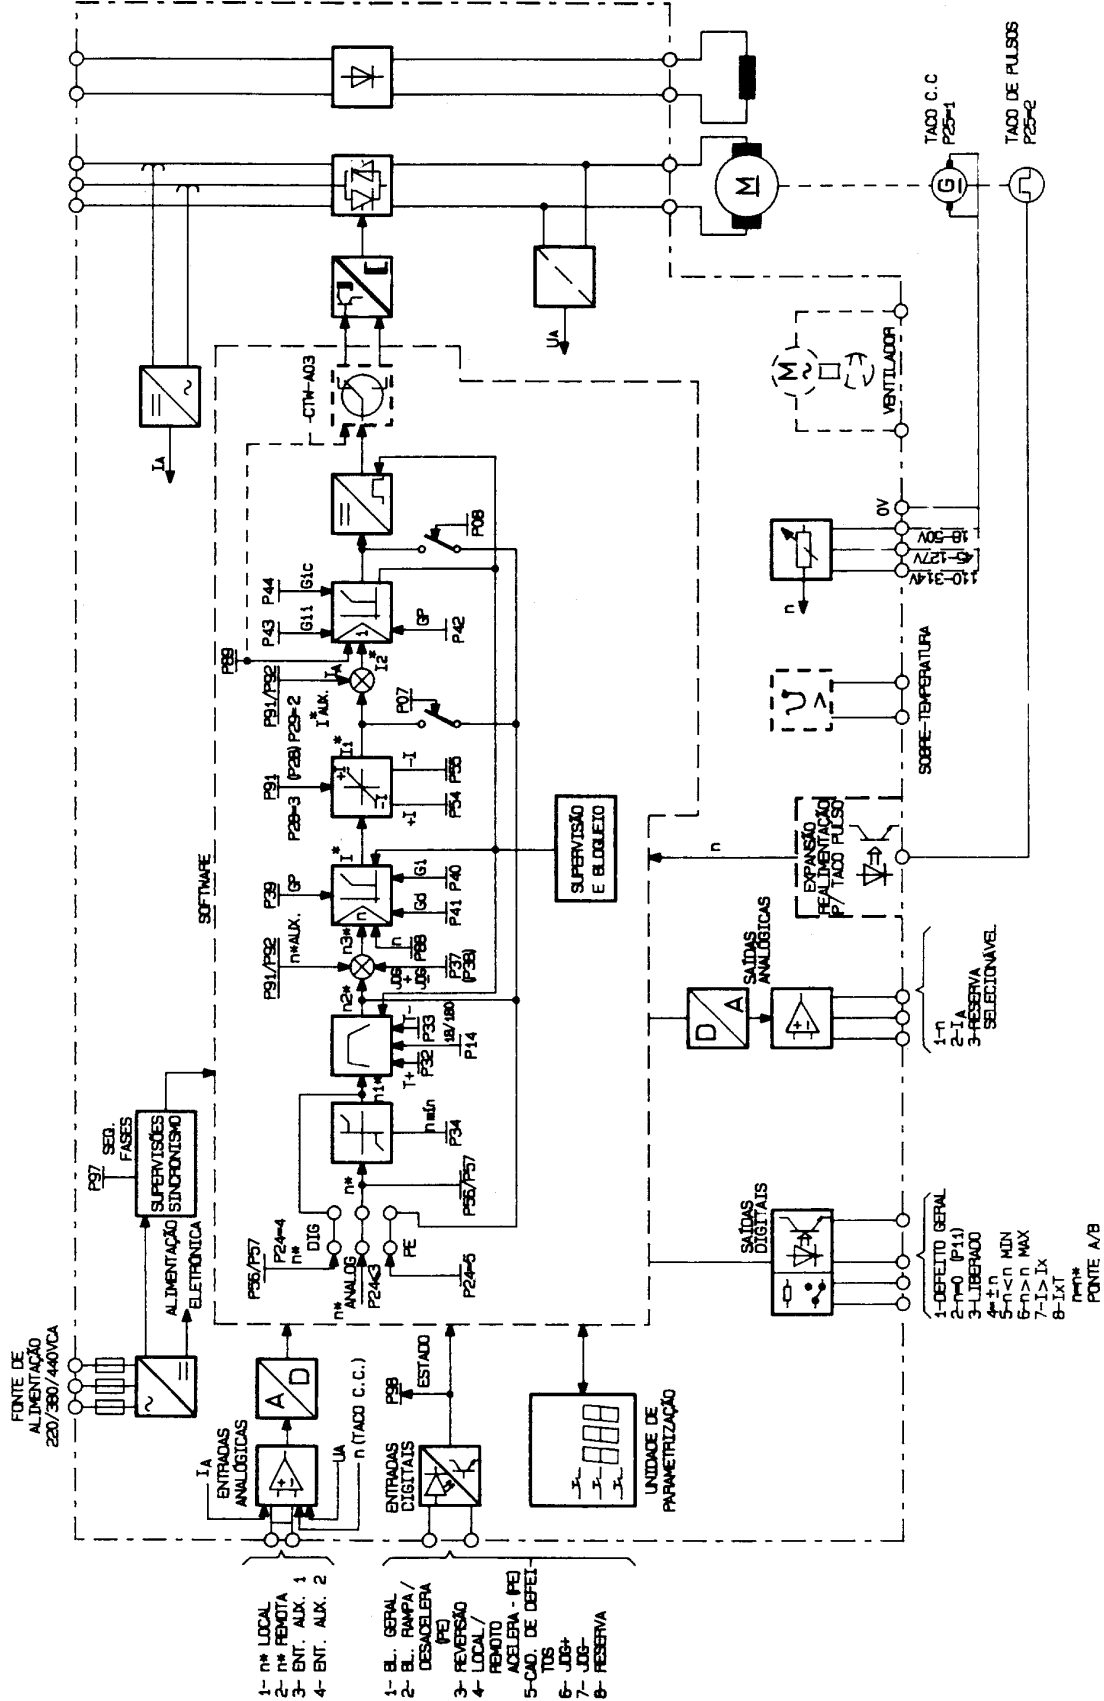 FONTE DE
ALIMENTAÇÃO
220/380/440VCA
P97
SEQ.
FASES
SUPERVISÕES
SINCRONISMO
ALIMENTAÇÃO
ELETRÔNICA
IA
ENTRADAS
ANALÓGICAS
A
D
UA
n (TACO C.C.)
1- n* LOCAL
2- n* REMOTA
3- ENT. AUX. 1
4- ENT. AUX. 2
ENTRADAS
DIGITAIS
P98
ESTADO
1- BL. GERAL
2- BL. RAMPA/
DESACELERA
(PE)
3- REVERSÃO
4- LOCAL/
REMOTO
ACELERA - (PE)
5-CAD. DE DEFEI
TOS
6- JOG+
7- JOG-
8- RESERVA
UNIDADE DE
PARAMETRIZAÇÃO
SOFTWARE
P56/P57
P24=4
n*
DIG
n*
ANALOG
P24≤3
PE
P24=5
n*
P56/P57
n min
P34
n1*
T+
P32
T-
P33
18/180
P14
n2*
P91/P92
n*AUX.
JOG
+
JOG
-
P37
(P38)
n3*
n
P88
P39
GP
n
Gd
P41
Gi
P40
I*
P91
P28=3
(P28)
+I
-I
+I
P54
-I
P55
I1*
P07
P91/P92
P29=2
I*AUX.
IA
I2*
P89
P43
Gi1
P44
Gic
1
GP
P42
P08
-CTW-A03
IA
UA
M
G
TACO C.C
P25=1
TACO DE PULSOS
P25=2
M
VENTILADOR
0V
18-50V
45-127V
110-314V
n
SOBRE-TEMPERATURA
EXPANSÃO
REALIMENTAÇÃO
P/ TACO PULSO
n
SUPERVISÃO
E BLOQUEIO
D
A
SAÍDAS
ANALÓGICAS
1-n
2-IA
3-RESERVA
SELECIONÁVEL
SAÍDAS
DIGITAIS
1-DEFEITO GERAL
2-n=0 (P11)
3-LIBERADO
4=±n
5-n< n MIN
6-n> n MAX
7-I> Ix
8-IxT
n=n*
PONTE A/B